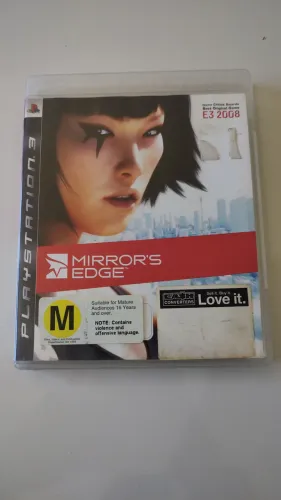 Game Critics Awards
Best Original Game
E3 2008
PLAYSTATION 3
MIRROR'S
EDGE™
M
Suitable for Mature
Audiences 15 Years
and over.
NOTE: Contains
violence and
offensive language.
CASH
CONVERTERS
Love it.